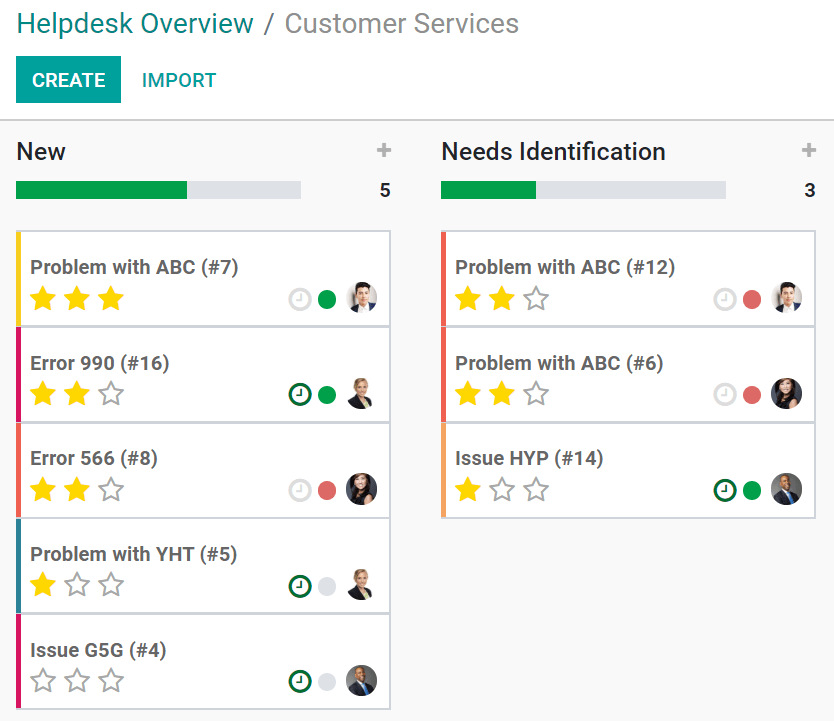 Helpdesk Overview / Customer Services
CREATE IMPORT
New +
5
Problem with ABC (#7)
Error 990 (#16)
Error 566 (#8)
Problem with YHT (#5)
Issue G5G (#4)
Needs Identification +
3
Problem with ABC (#12)
Problem with ABC (#6)
Issue HYP (#14)